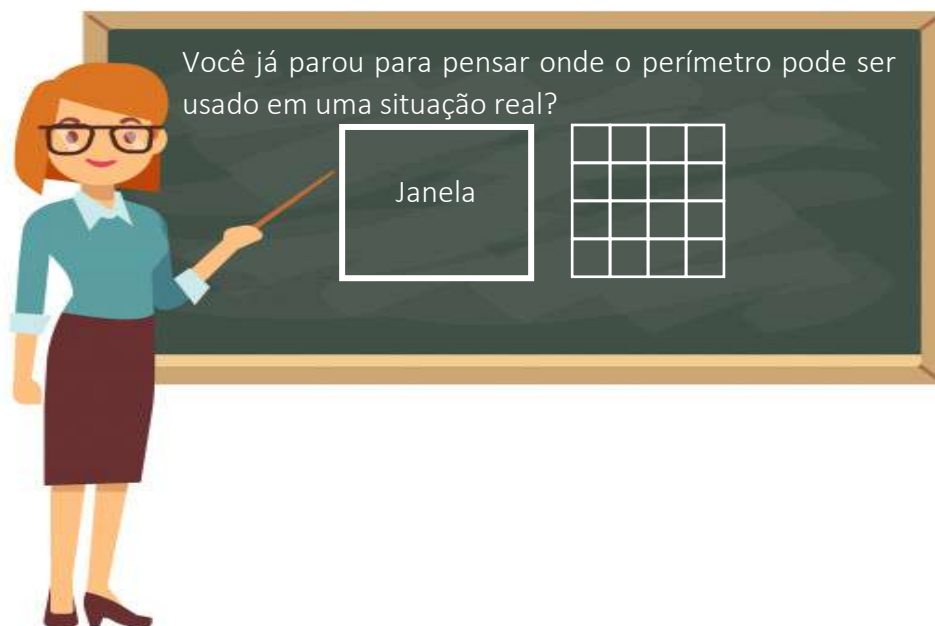 Você já parou para pensar onde o perímetro pode ser
usado em uma situação real?
Janela